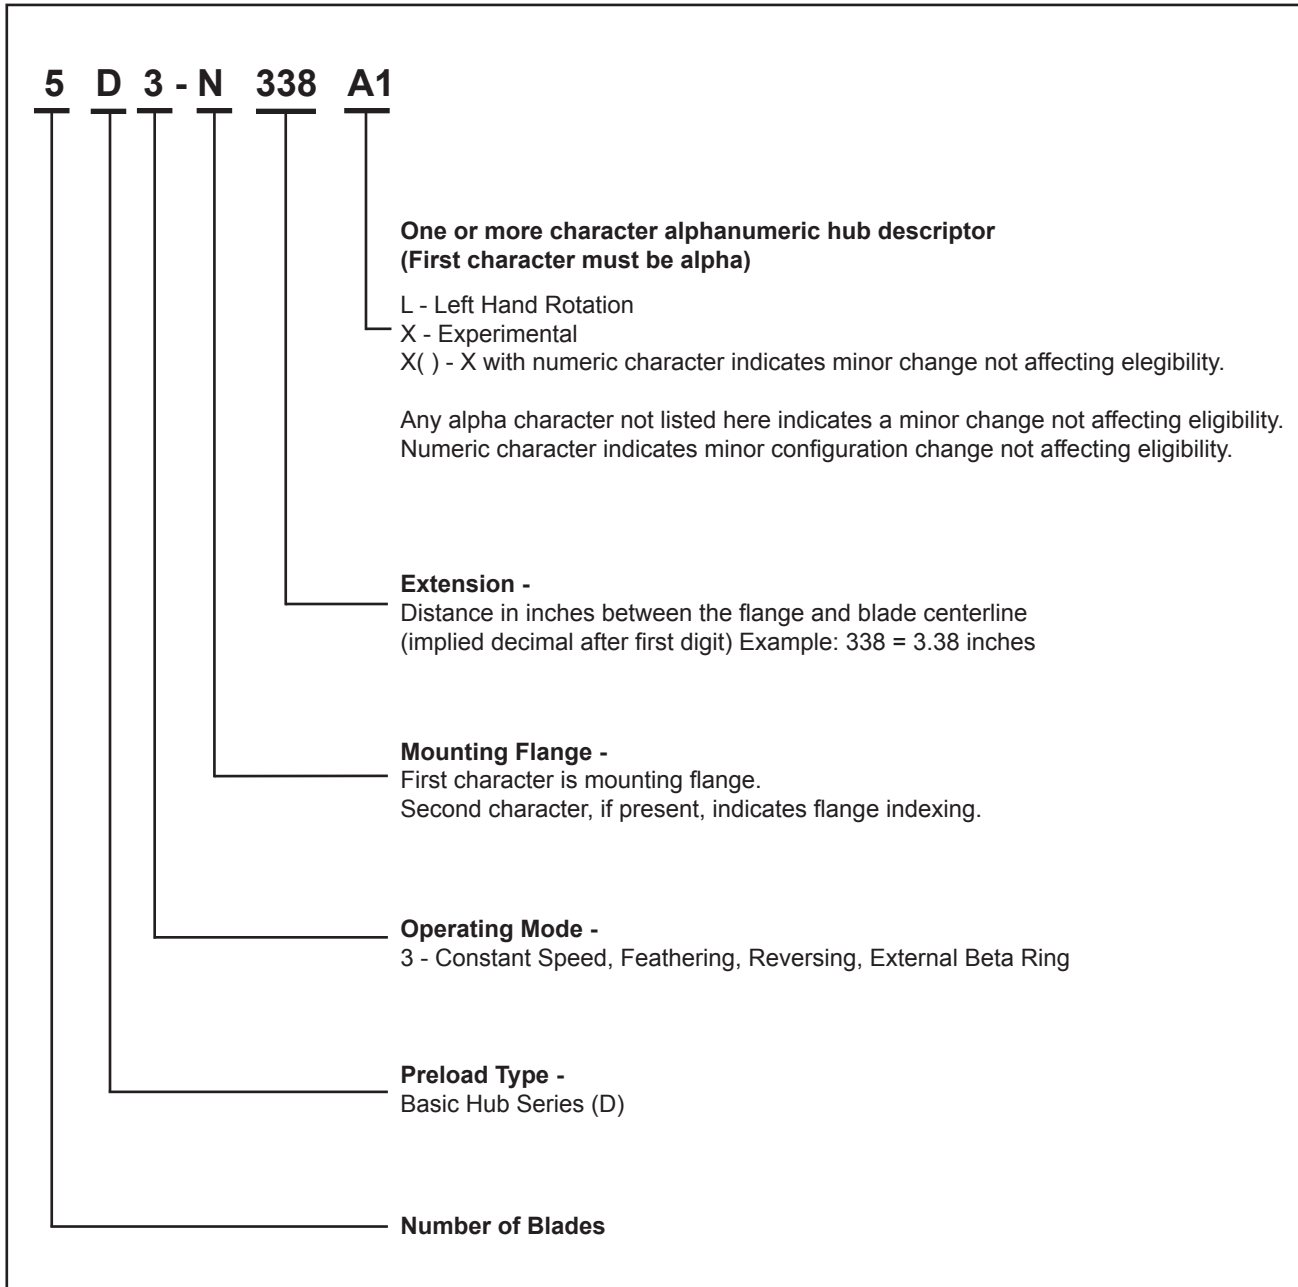 5 D 3 - N 338 A1
One or more character alphanumeric hub descriptor
(First character must be alpha)
L - Left Hand Rotation
X - Experimental
X( ) - X with numeric character indicates minor change not affecting elegibility.
Any alpha character not listed here indicates a minor change not affecting eligibility.
Numeric character indicates minor configuration change not affecting eligibility.
Extension -
Distance in inches between the flange and blade centerline
(implied decimal after first digit) Example: 338 = 3.38 inches
Mounting Flange -
First character is mounting flange.
Second character, if present, indicates flange indexing.
Operating Mode -
3 - Constant Speed, Feathering, Reversing, External Beta Ring
Preload Type -
Basic Hub Series (D)
Number of Blades